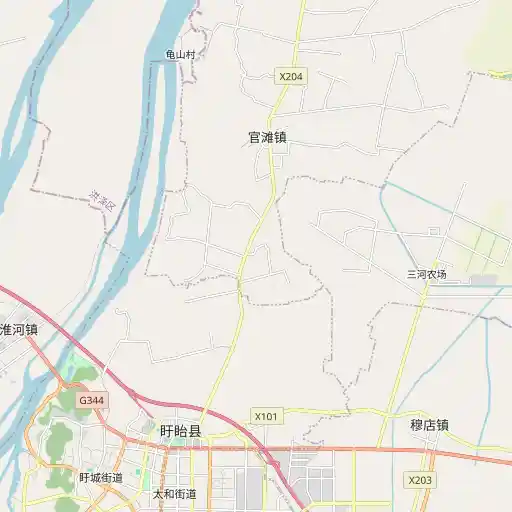 龟山村
X204
官滩镇
洪泽区
三河农场
淮河镇
G344
X101
盱眙县
穆店镇
盱城街道
X203
太和街道